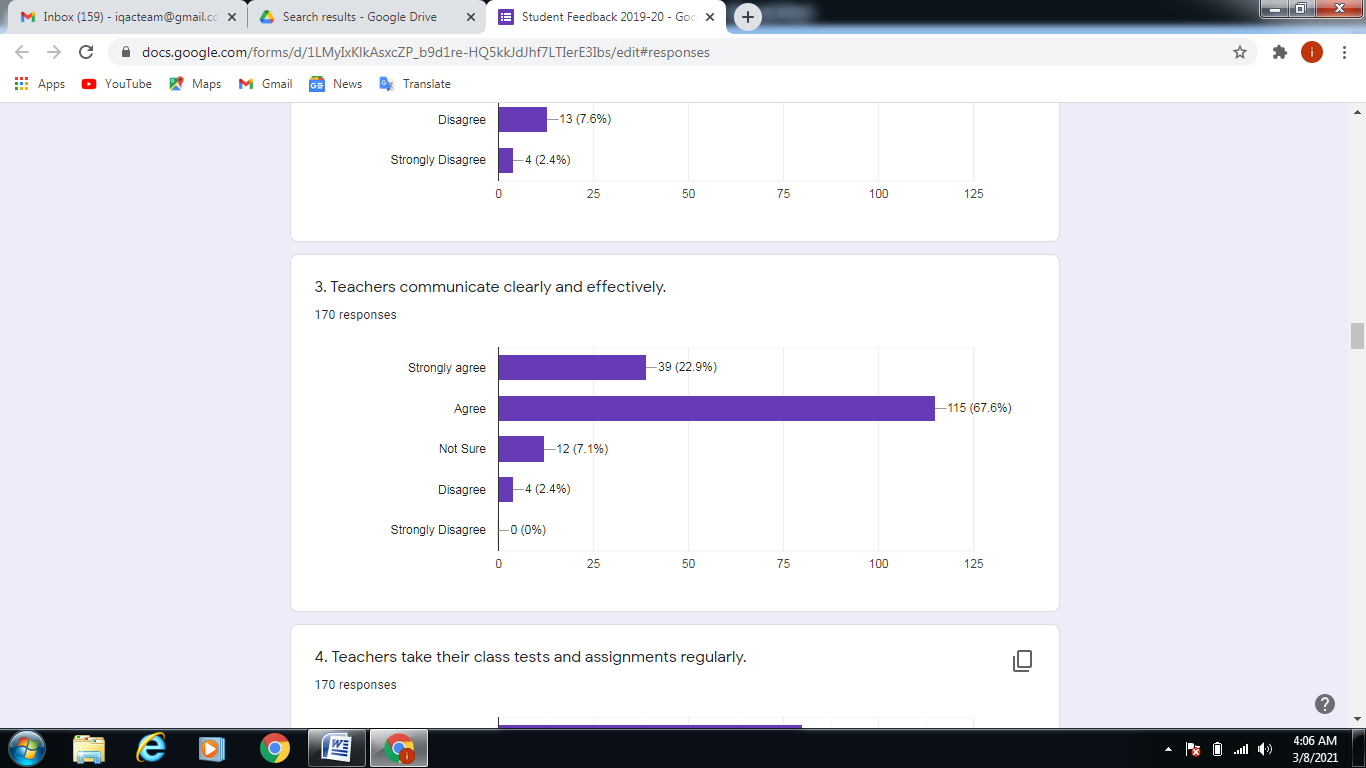 Inbox (159) - iqacteam@gmail.co
Search results - Google Drive
Student Feedback 2019-20 - Goo
docs.google.com/forms/d/1LMyIxKlkAsxcZP_b9d1re-HQ5kkJdJhf7LTIerE3Ibs/edit#responses
i
Apps YouTube Maps Gmail News Translate
Disagree 13 (7.6%)
Strongly Disagree 4 (2.4%)
0 25 50 75 100 125
3. Teachers communicate clearly and effectively.
170 responses
Strongly agree 39 (22.9%)
Agree 115 (67.6%)
Not Sure 12 (7.1%)
Disagree 4 (2.4%)
Strongly Disagree 0 (0%)
0 25 50 75 100 125
4. Teachers take their class tests and assignments regularly.
170 responses
4:06 AM
3/8/2021